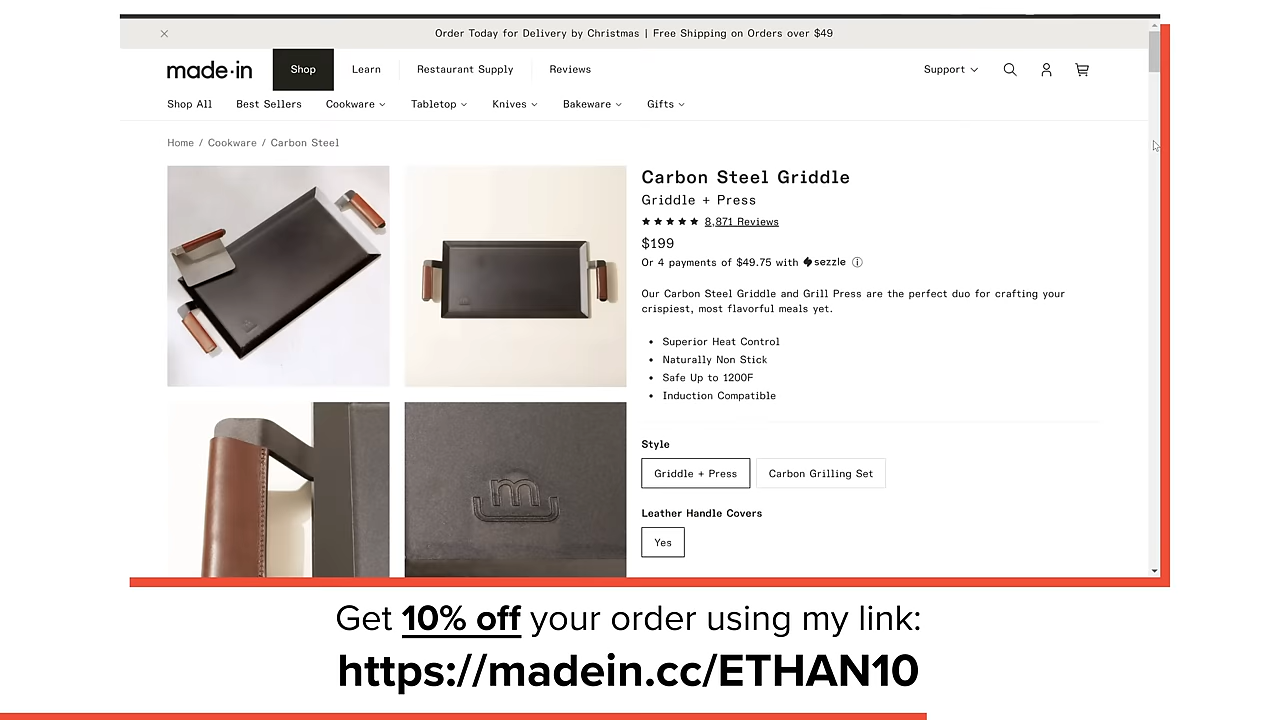 Order Today for Delivery by Christmas | Free Shipping on Orders over $49
made·in Shop Learn Restaurant Supply Reviews Support
Shop All Best Sellers Cookware Tabletop Knives Bakeware Gifts
Home / Cookware / Carbon Steel
Carbon Steel Griddle
Griddle + Press
8,871 Reviews
$199
Or 4 payments of $49.75 with sezzle
Our Carbon Steel Griddle and Grill Press are the perfect duo for crafting your
crispiest, most flavorful meals yet.
• Superior Heat Control
• Naturally Non Stick
• Safe Up to 1200F
• Induction Compatible
Style
Griddle + Press Carbon Grilling Set
Leather Handle Covers
Yes
m
Get 10% off your order using my link:
https://madein.cc/ETHAN10